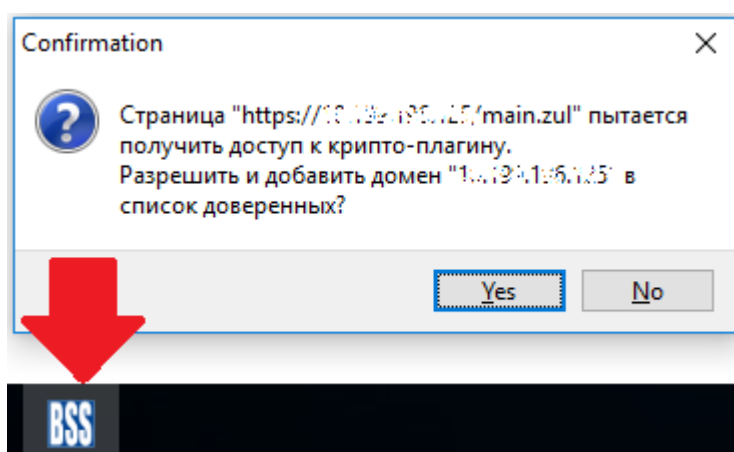 Confirmation
Страница "https:// /main.zul" пытается
получить доступ к крипто-плагину.
Разрешить и добавить домен " " в
список доверенных?
Yes
No
BSS